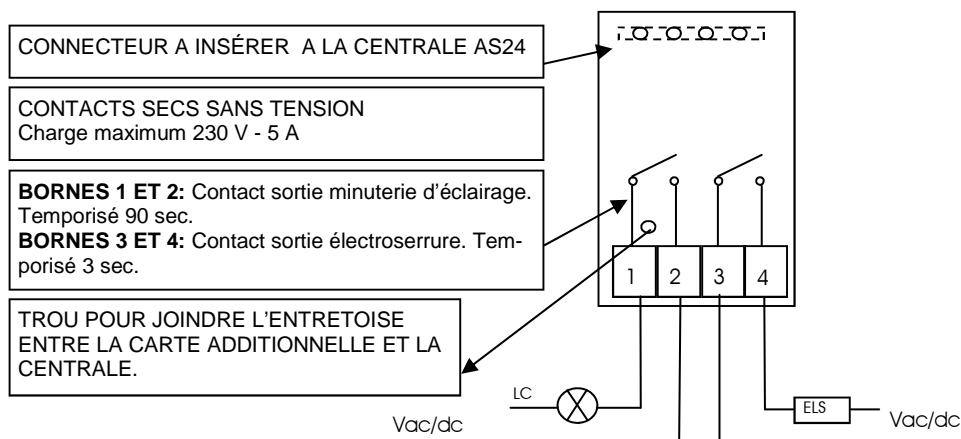 CONNECTEUR A INSÉRER A LA CENTRALE AS24
CONTACTS SECS SANS TENSION
Charge maximum 230 V - 5 A
BORNES 1 ET 2: Contact sortie minuterie d'éclairage.
Temporisé 90 sec.
BORNES 3 ET 4: Contact sortie électroserrure. Tem-
porisé 3 sec.
TROU POUR JOINDRE L'ENTRETOISE
ENTRE LA CARTE ADDITIONNELLE ET LA
CENTRALE.
1 2 3 4
LC
ELS
Vac/dc
Vac/dc